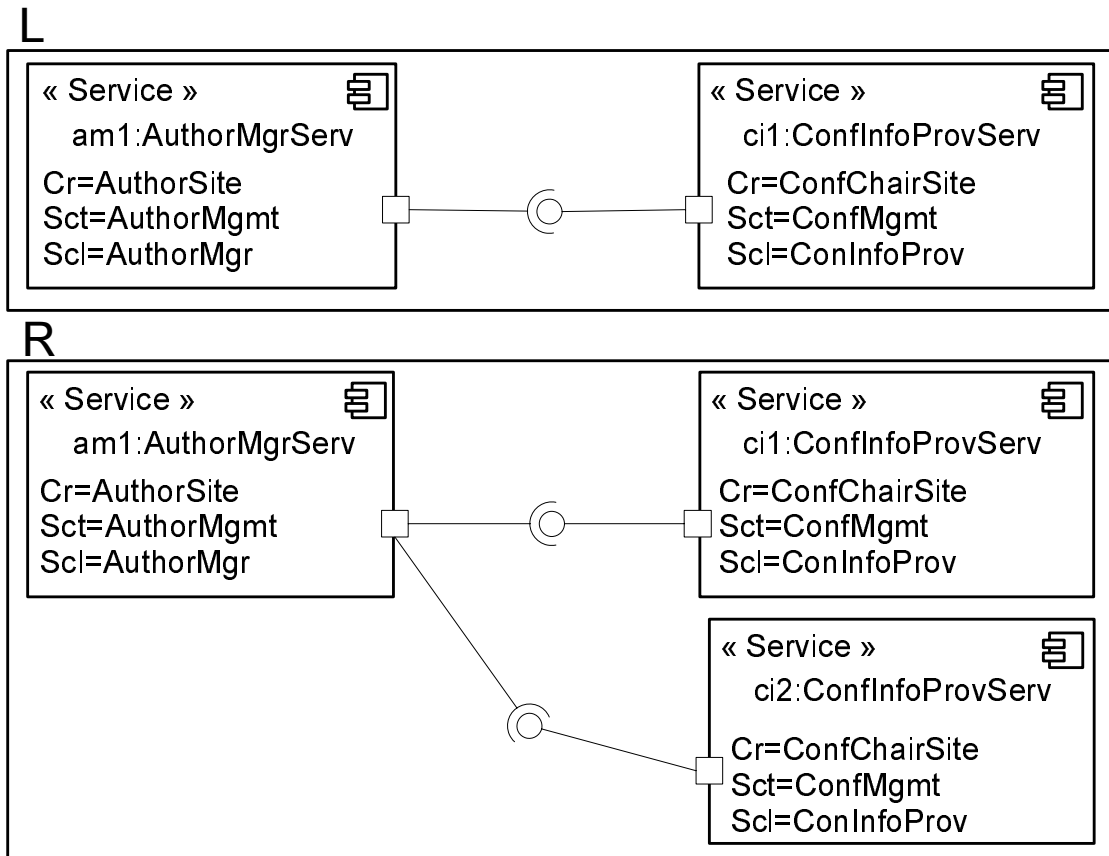 L
« Service »
am1:AuthorMgrServ
Cr=AuthorSite
Sct=AuthorMgmt
Scl=AuthorMgr
« Service »
ci1:ConfInfoProvServ
Cr=ConfChairSite
Sct=ConfMgmt
Scl=ConInfoProv
R
« Service »
am1:AuthorMgrServ
Cr=AuthorSite
Sct=AuthorMgmt
Scl=AuthorMgr
« Service »
ci1:ConfInfoProvServ
Cr=ConfChairSite
Sct=ConfMgmt
Scl=ConInfoProv
« Service »
ci2:ConfInfoProvServ
Cr=ConfChairSite
Sct=ConfMgmt
Scl=ConInfoProv